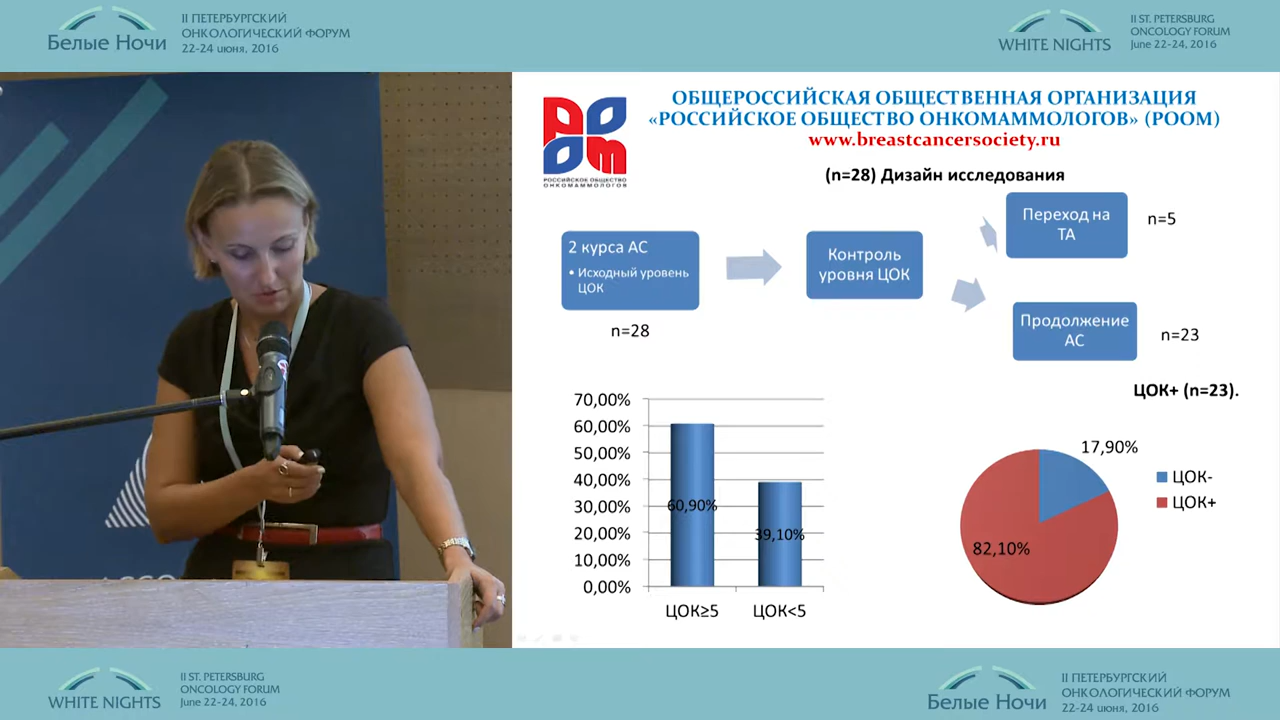 Белые Ночи
II ПЕТЕРБУРГСКИЙ
ОНКОЛОГИЧЕСКИЙ ФОРУМ
22-24 июня, 2016
WHITE NIGHTS
II ST. PETERSBURG
ONCOLOGY FORUM
June 22-24, 2016
РООМ
РОССИЙСКОЕ ОБЩЕСТВО
ОНКОМАММОЛОГОВ
ОБЩЕРОССИЙСКАЯ ОБЩЕСТВЕННАЯ ОРГАНИЗАЦИЯ
«РОССИЙСКОЕ ОБЩЕСТВО ОНКОМАММОЛОГОВ» (РООМ)
www.breastcancersociety.ru
(n=28) Дизайн исследования
2 курса АС
• Исходный уровень
ЦОК
n=28
Контроль
уровня ЦОК
Переход на
ТА
n=5
Продолжение
АС
n=23
70,00%
60,00%
50,00%
40,00%
30,00%
20,00%
10,00%
0,00%
60,90%
39,10%
ЦОК≥5
ЦОК<5
ЦОК+ (n=23).
17,90%
82,10%
ЦОК-
ЦОК+
WHITE NIGHTS
II ST. PETERSBURG
ONCOLOGY FORUM
June 22-24, 2016
Белые Ночи
II ПЕТЕРБУРГСКИЙ
ОНКОЛОГИЧЕСКИЙ ФОРУМ
22-24 июня, 2016